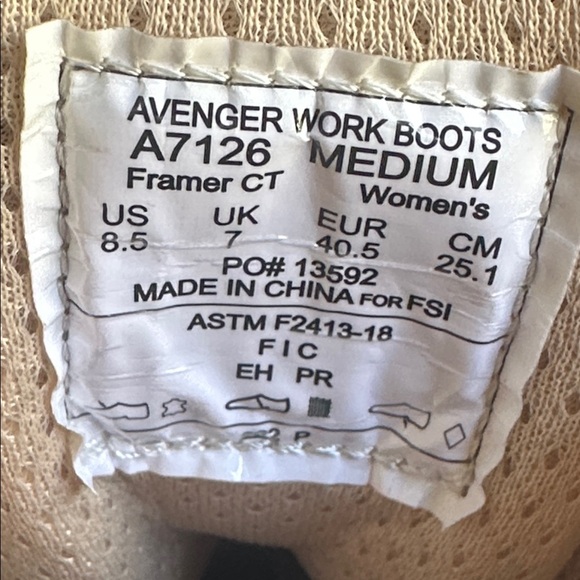 AVENGER WORK BOOTS
A7126 MEDIUM
Framer CT Women's
US UK EUR CM
8.5 7 40.5 25.1
PO# 13592
MADE IN CHINA FOR FSI
ASTM F2413-18
F I C
EH PR
P